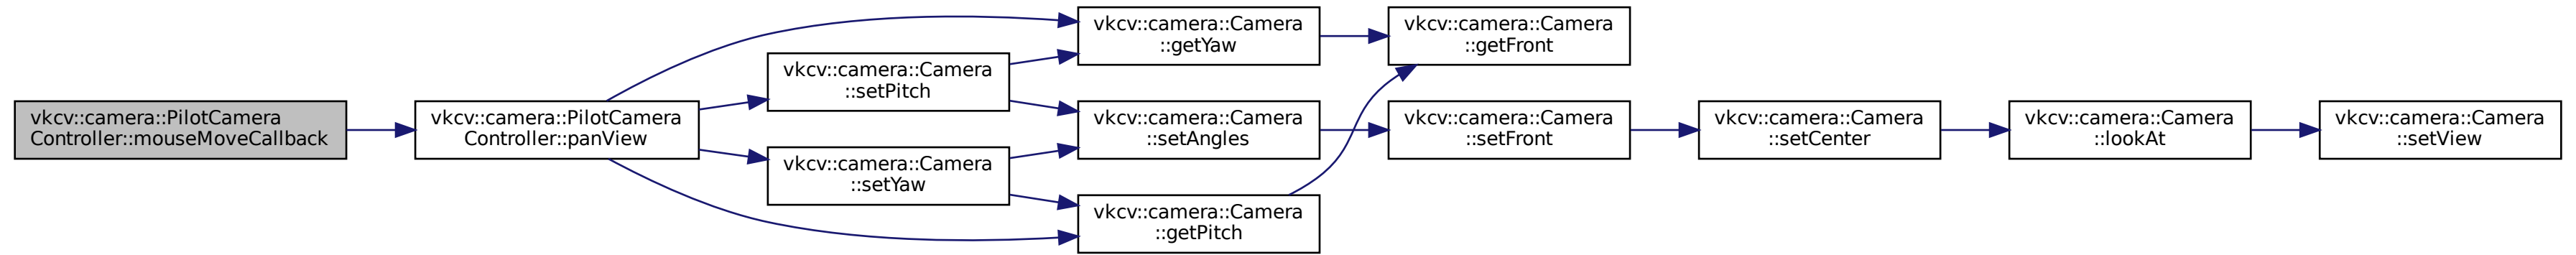 vkcv::camera::PilotCamera
Controller::mouseMoveCallback
vkcv::camera::PilotCamera
Controller::panView
vkcv::camera::Camera
::setPitch
vkcv::camera::Camera
::setYaw
vkcv::camera::Camera
::getYaw
vkcv::camera::Camera
::setAngles
vkcv::camera::Camera
::getPitch
vkcv::camera::Camera
::getFront
vkcv::camera::Camera
::setFront
vkcv::camera::Camera
::setCenter
vkcv::camera::Camera
::lookAt
vkcv::camera::Camera
::setView